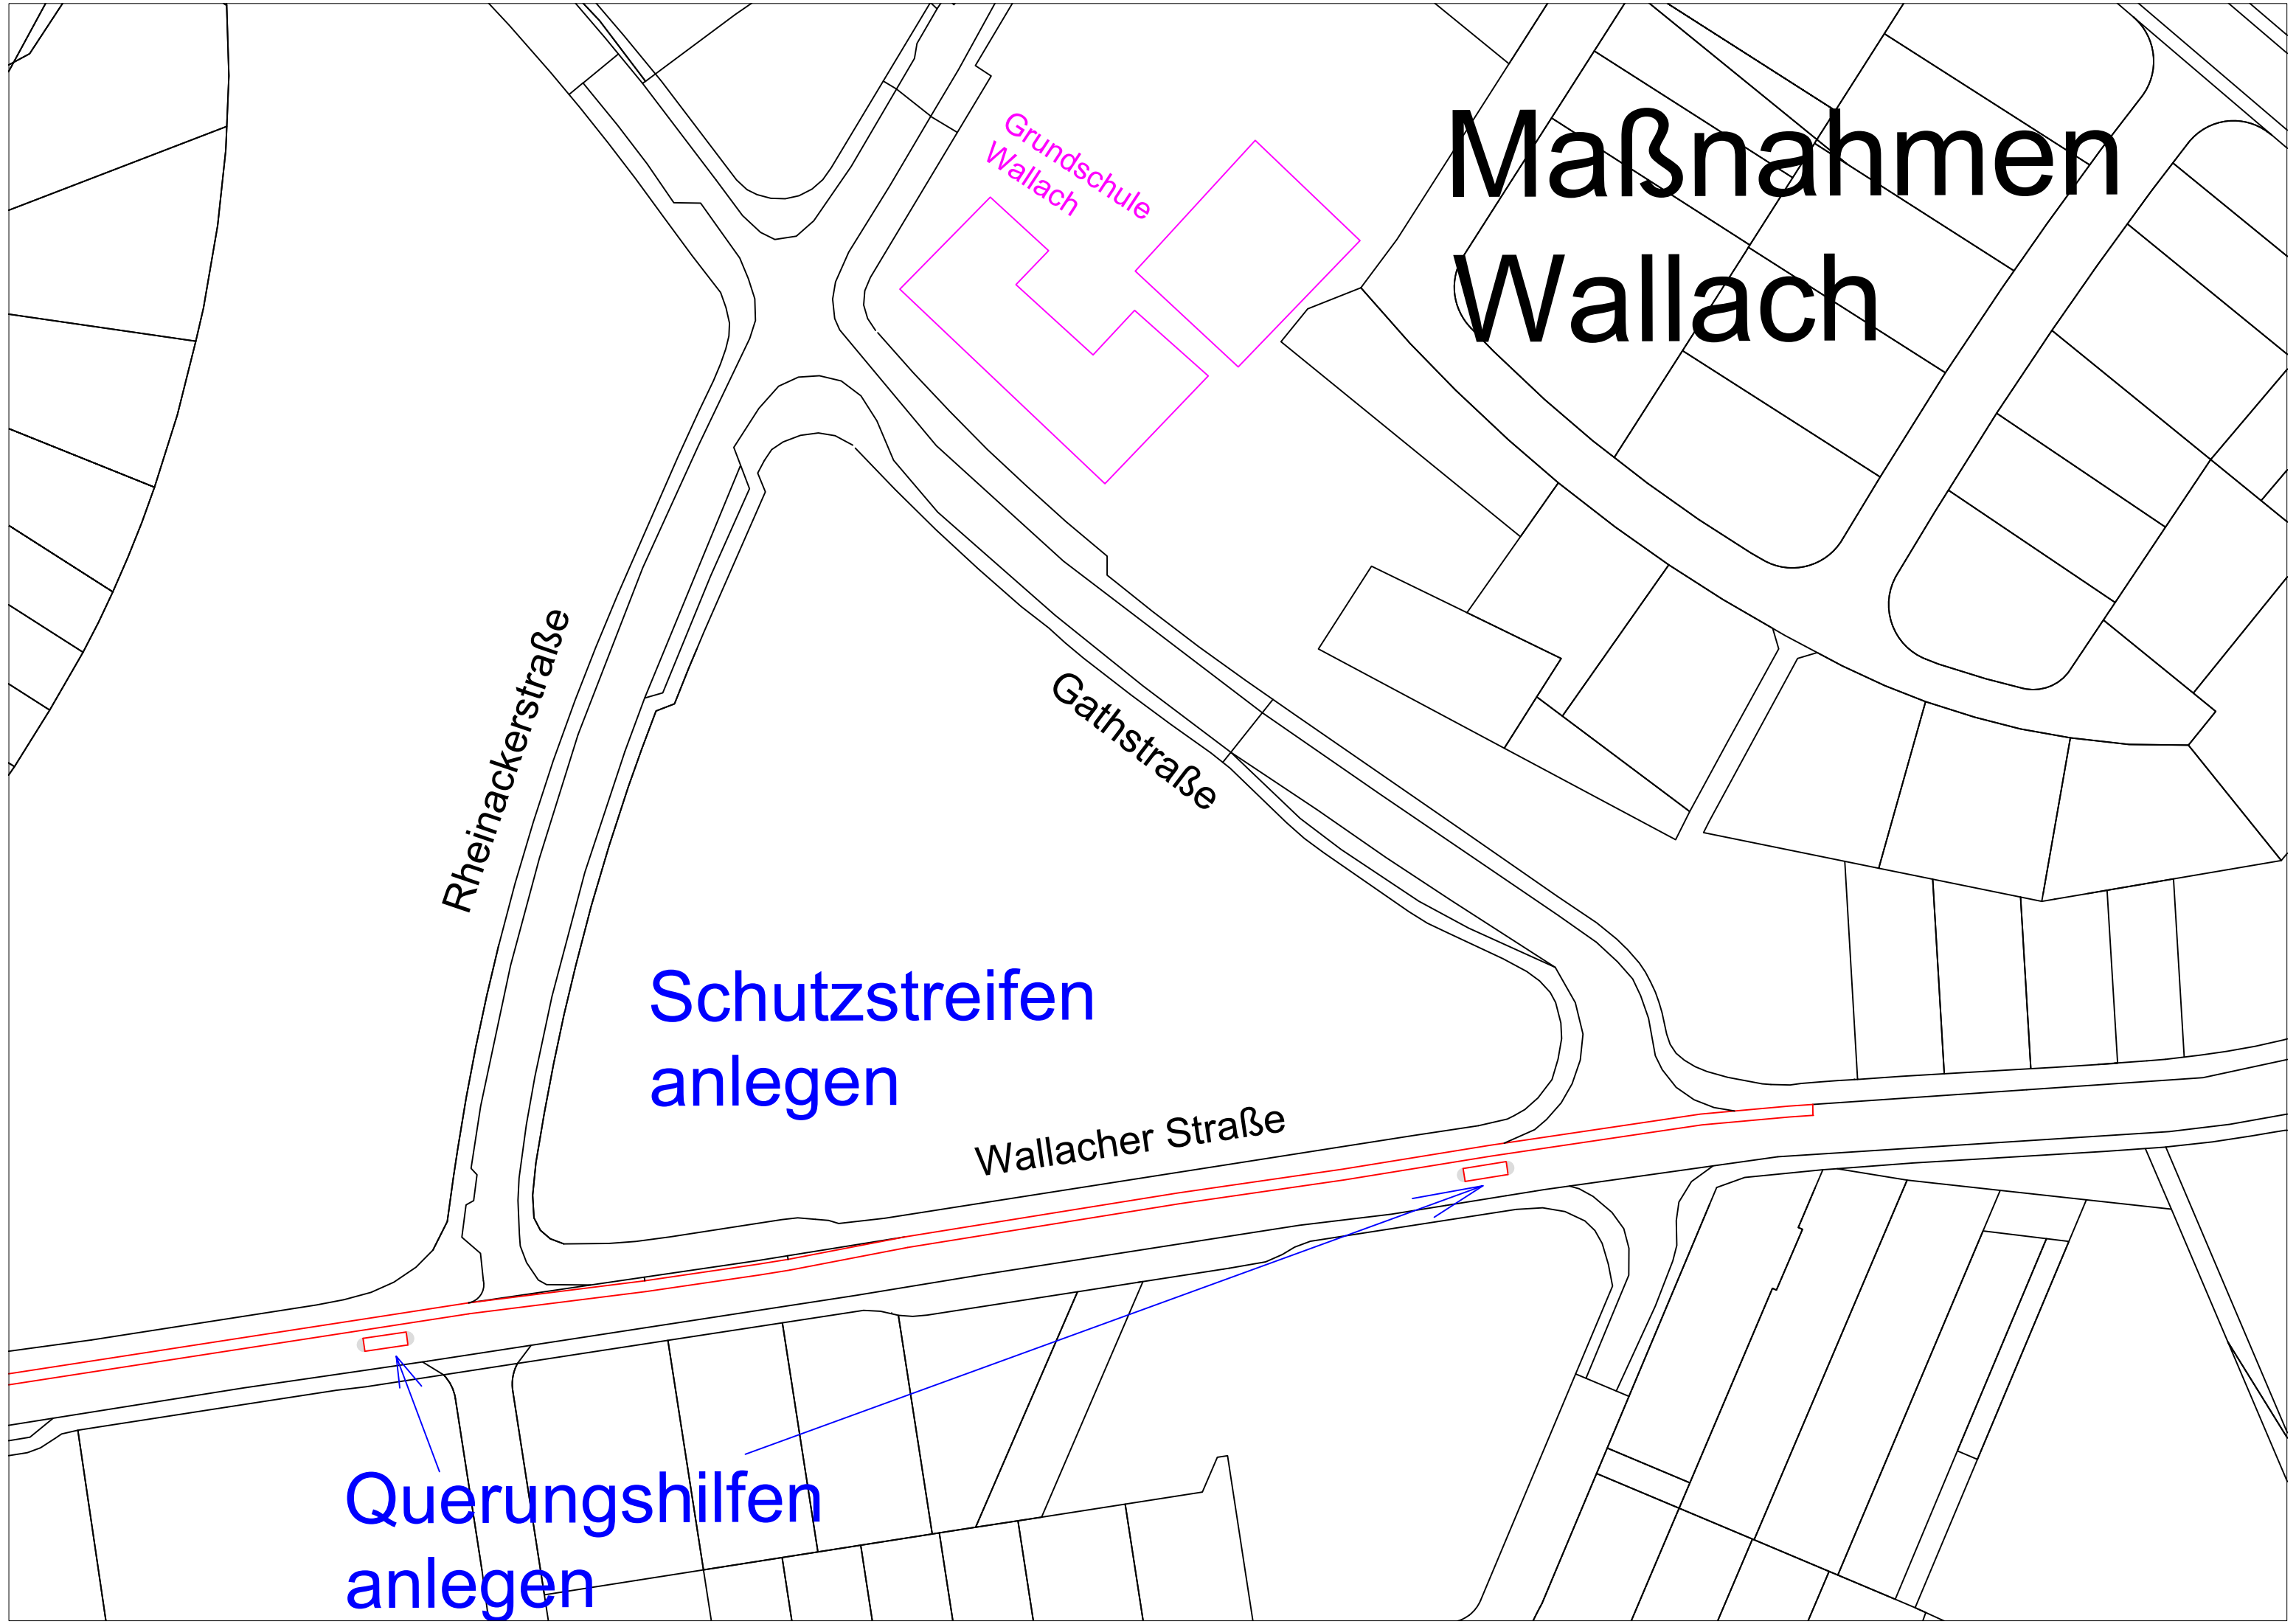 Maßnahmen
Wallach
Grundschule
Wallach
Rheinackerstraße
Gathstraße
Schutzstreifen
anlegen
Wallacher Straße
Querungshilfen
anlegen